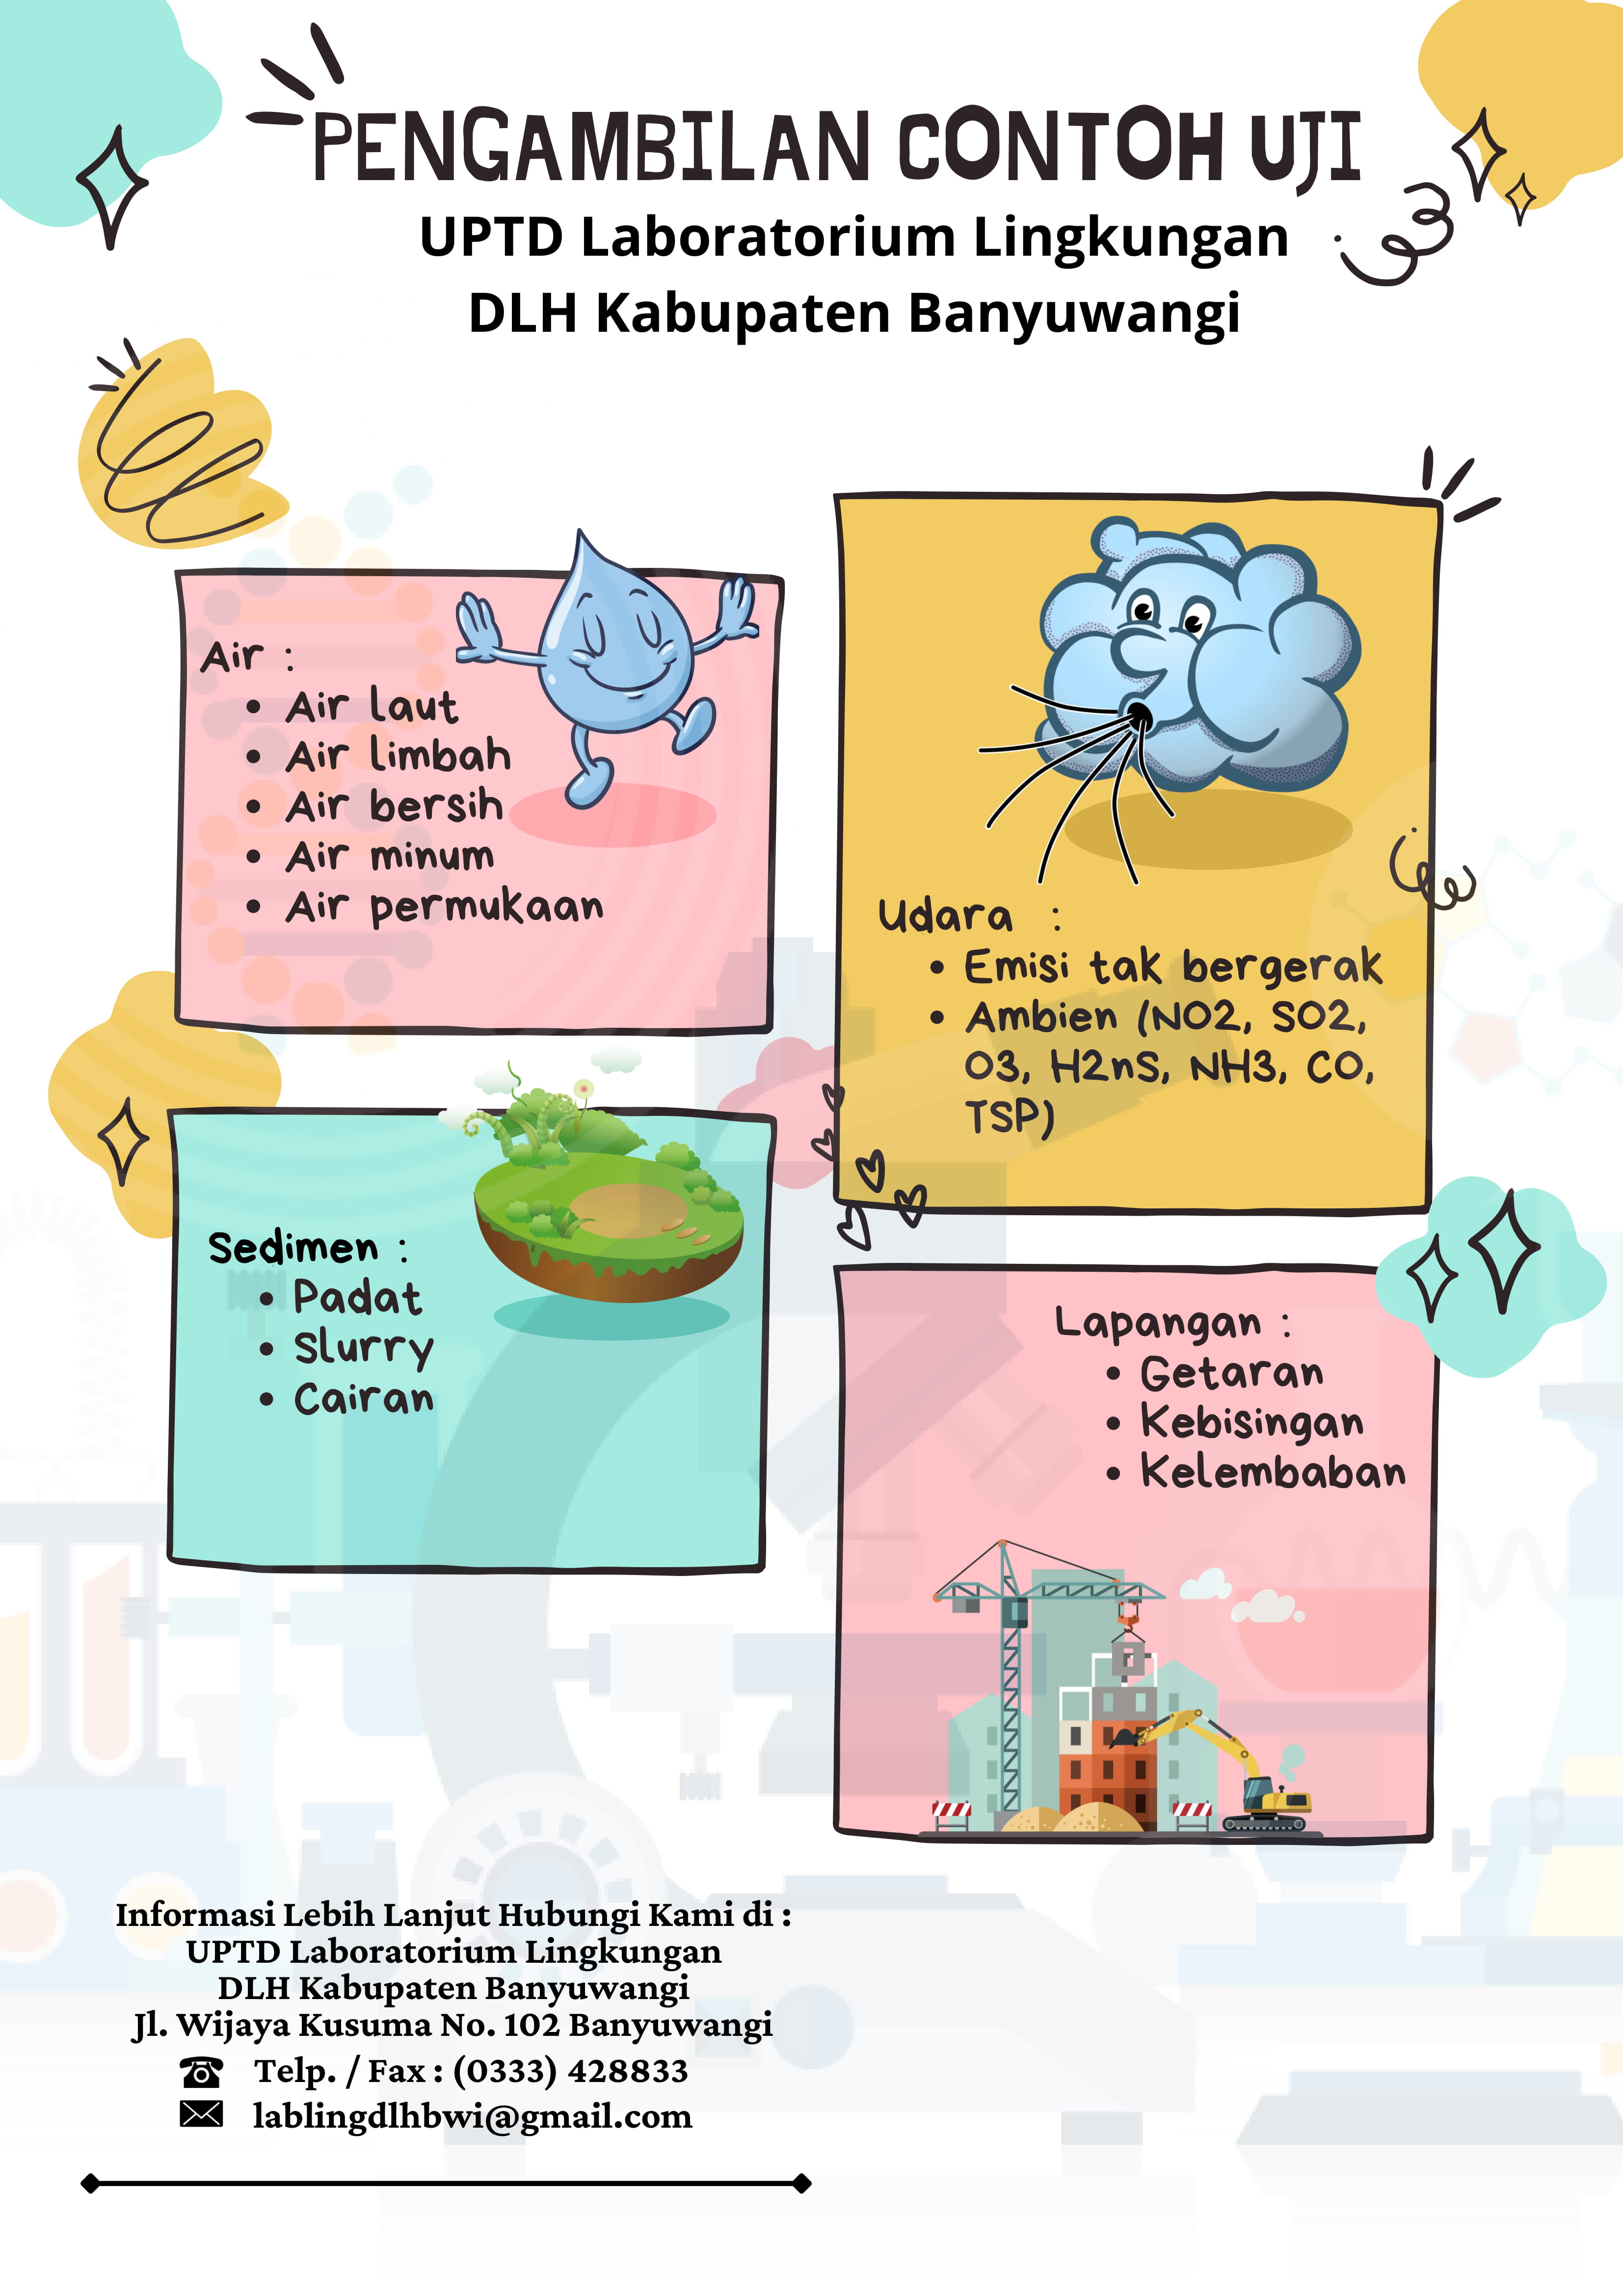 PENGAMBILAN CONTOH UJI
UPTD Laboratorium Lingkungan
DLH Kabupaten Banyuwangi
Air :
• Air laut
• Air limbah
• Air bersih
• Air minum
• Air permukaan
Udara :
• Emisi tak bergerak
• Ambien (NO2, SO2,
O3, H2nS, NH3, CO,
TSP)
Sedimen :
• Padat
• Slurry
• Cairan
Lapangan :
• Getaran
• Kebisingan
• Kelembaban
Informasi Lebih Lanjut Hubungi Kami di :
UPTD Laboratorium Lingkungan
DLH Kabupaten Banyuwangi
Jl. Wijaya Kusuma No. 102 Banyuwangi
Telp. / Fax : (0333) 428833
lablingdlhbwi@gmail.com